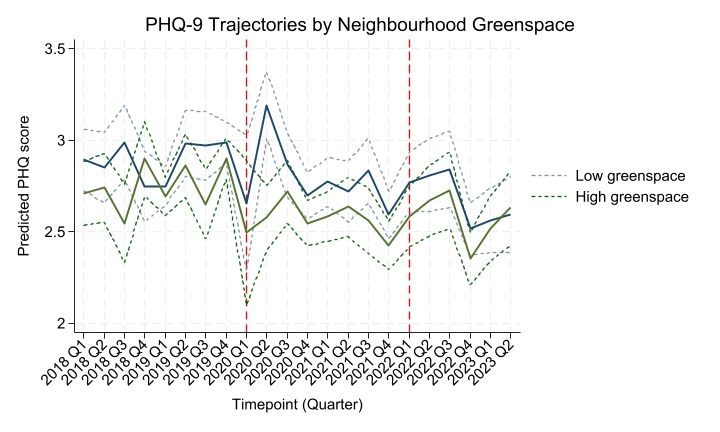 PHQ-9 Trajectories by Neighbourhood Greenspace
3.5
3
2.5
2
Predicted PHQ score
2018 Q1
2018 Q2
2018 Q3
2018 Q4
2019 Q1
2019 Q2
2019 Q3
2019 Q4
2020 Q1
2020 Q2
2020 Q3
2020 Q4
2021 Q1
2021 Q2
2021 Q3
2021 Q4
2022 Q1
2022 Q2
2022 Q3
2022 Q4
2023 Q1
2023 Q2
Timepoint (Quarter)
Low greenspace
High greenspace